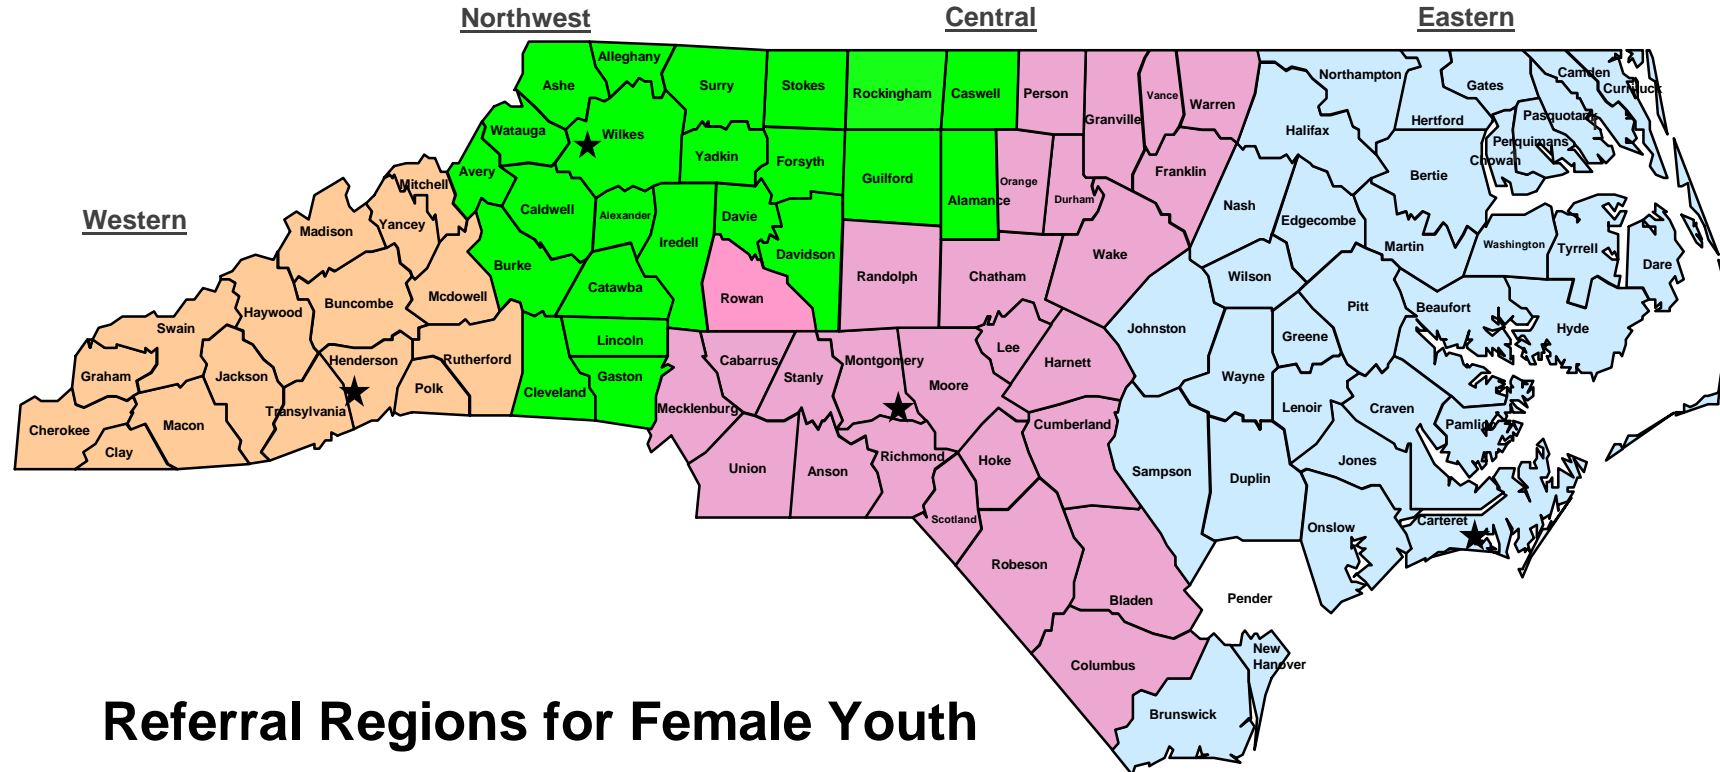 Northwest
Central
Eastern
Western
Alleghany
Ashe
Surry
Stokes
Rockingham
Caswell
Person
Granville
Vance
Warren
Northampton
Gates
Camden
Currituck
Watauga
Wilkes
Yadkin
Forsyth
Guilford
Alamance
Orange
Durham
Franklin
Halifax
Hertford
Pasquotank
Perquimans
Chowan
Bertie
Mitchell
Avery
Caldwell
Alexander
Davie
Iredell
Davidson
Nash
Edgecombe
Martin
Washington
Tyrrell
Dare
Madison
Yancey
Burke
Catawba
Rowan
Randolph
Chatham
Wake
Wilson
Pitt
Beaufort
Hyde
Swain
Haywood
Buncombe
Mcdowell
Lincoln
Cabarrus
Stanly
Montgomery
Moore
Lee
Harnett
Johnston
Greene
Wayne
Graham
Jackson
Henderson
Polk
Rutherford
Cleveland
Gaston
Mecklenburg
Cumberland
Lenoir
Craven
Pamlico
Cherokee
Clay
Macon
Transylvania
Union
Anson
Richmond
Hoke
Scotland
Sampson
Duplin
Jones
Onslow
Carteret
Robeson
Bladen
Pender
Columbus
New
Hanover
Brunswick
Referral Regions for Female Youth